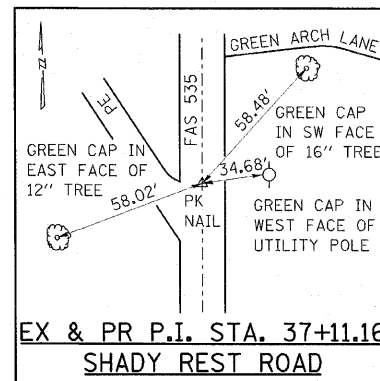 GREEN ARCH LANE
N
FAS 535
PE
58.48'
GREEN CAP
IN SW FACE
OF 16" TREE
GREEN CAP IN
EAST FACE OF
12" TREE
34.68'
58.02'
PK
NAIL
GREEN CAP IN
WEST FACE OF
UTILITY POLE
EX & PR P.I. STA. 37+11.16
SHADY REST ROAD